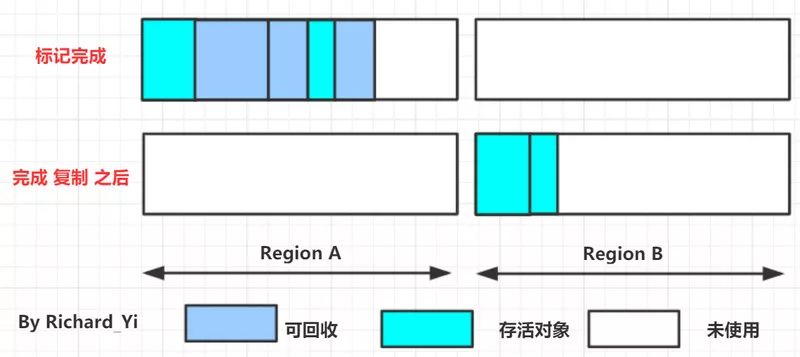 标记完成
完成 复制 之后
Region A
Region B
By Richard_Yi
可回收
存活对象
未使用